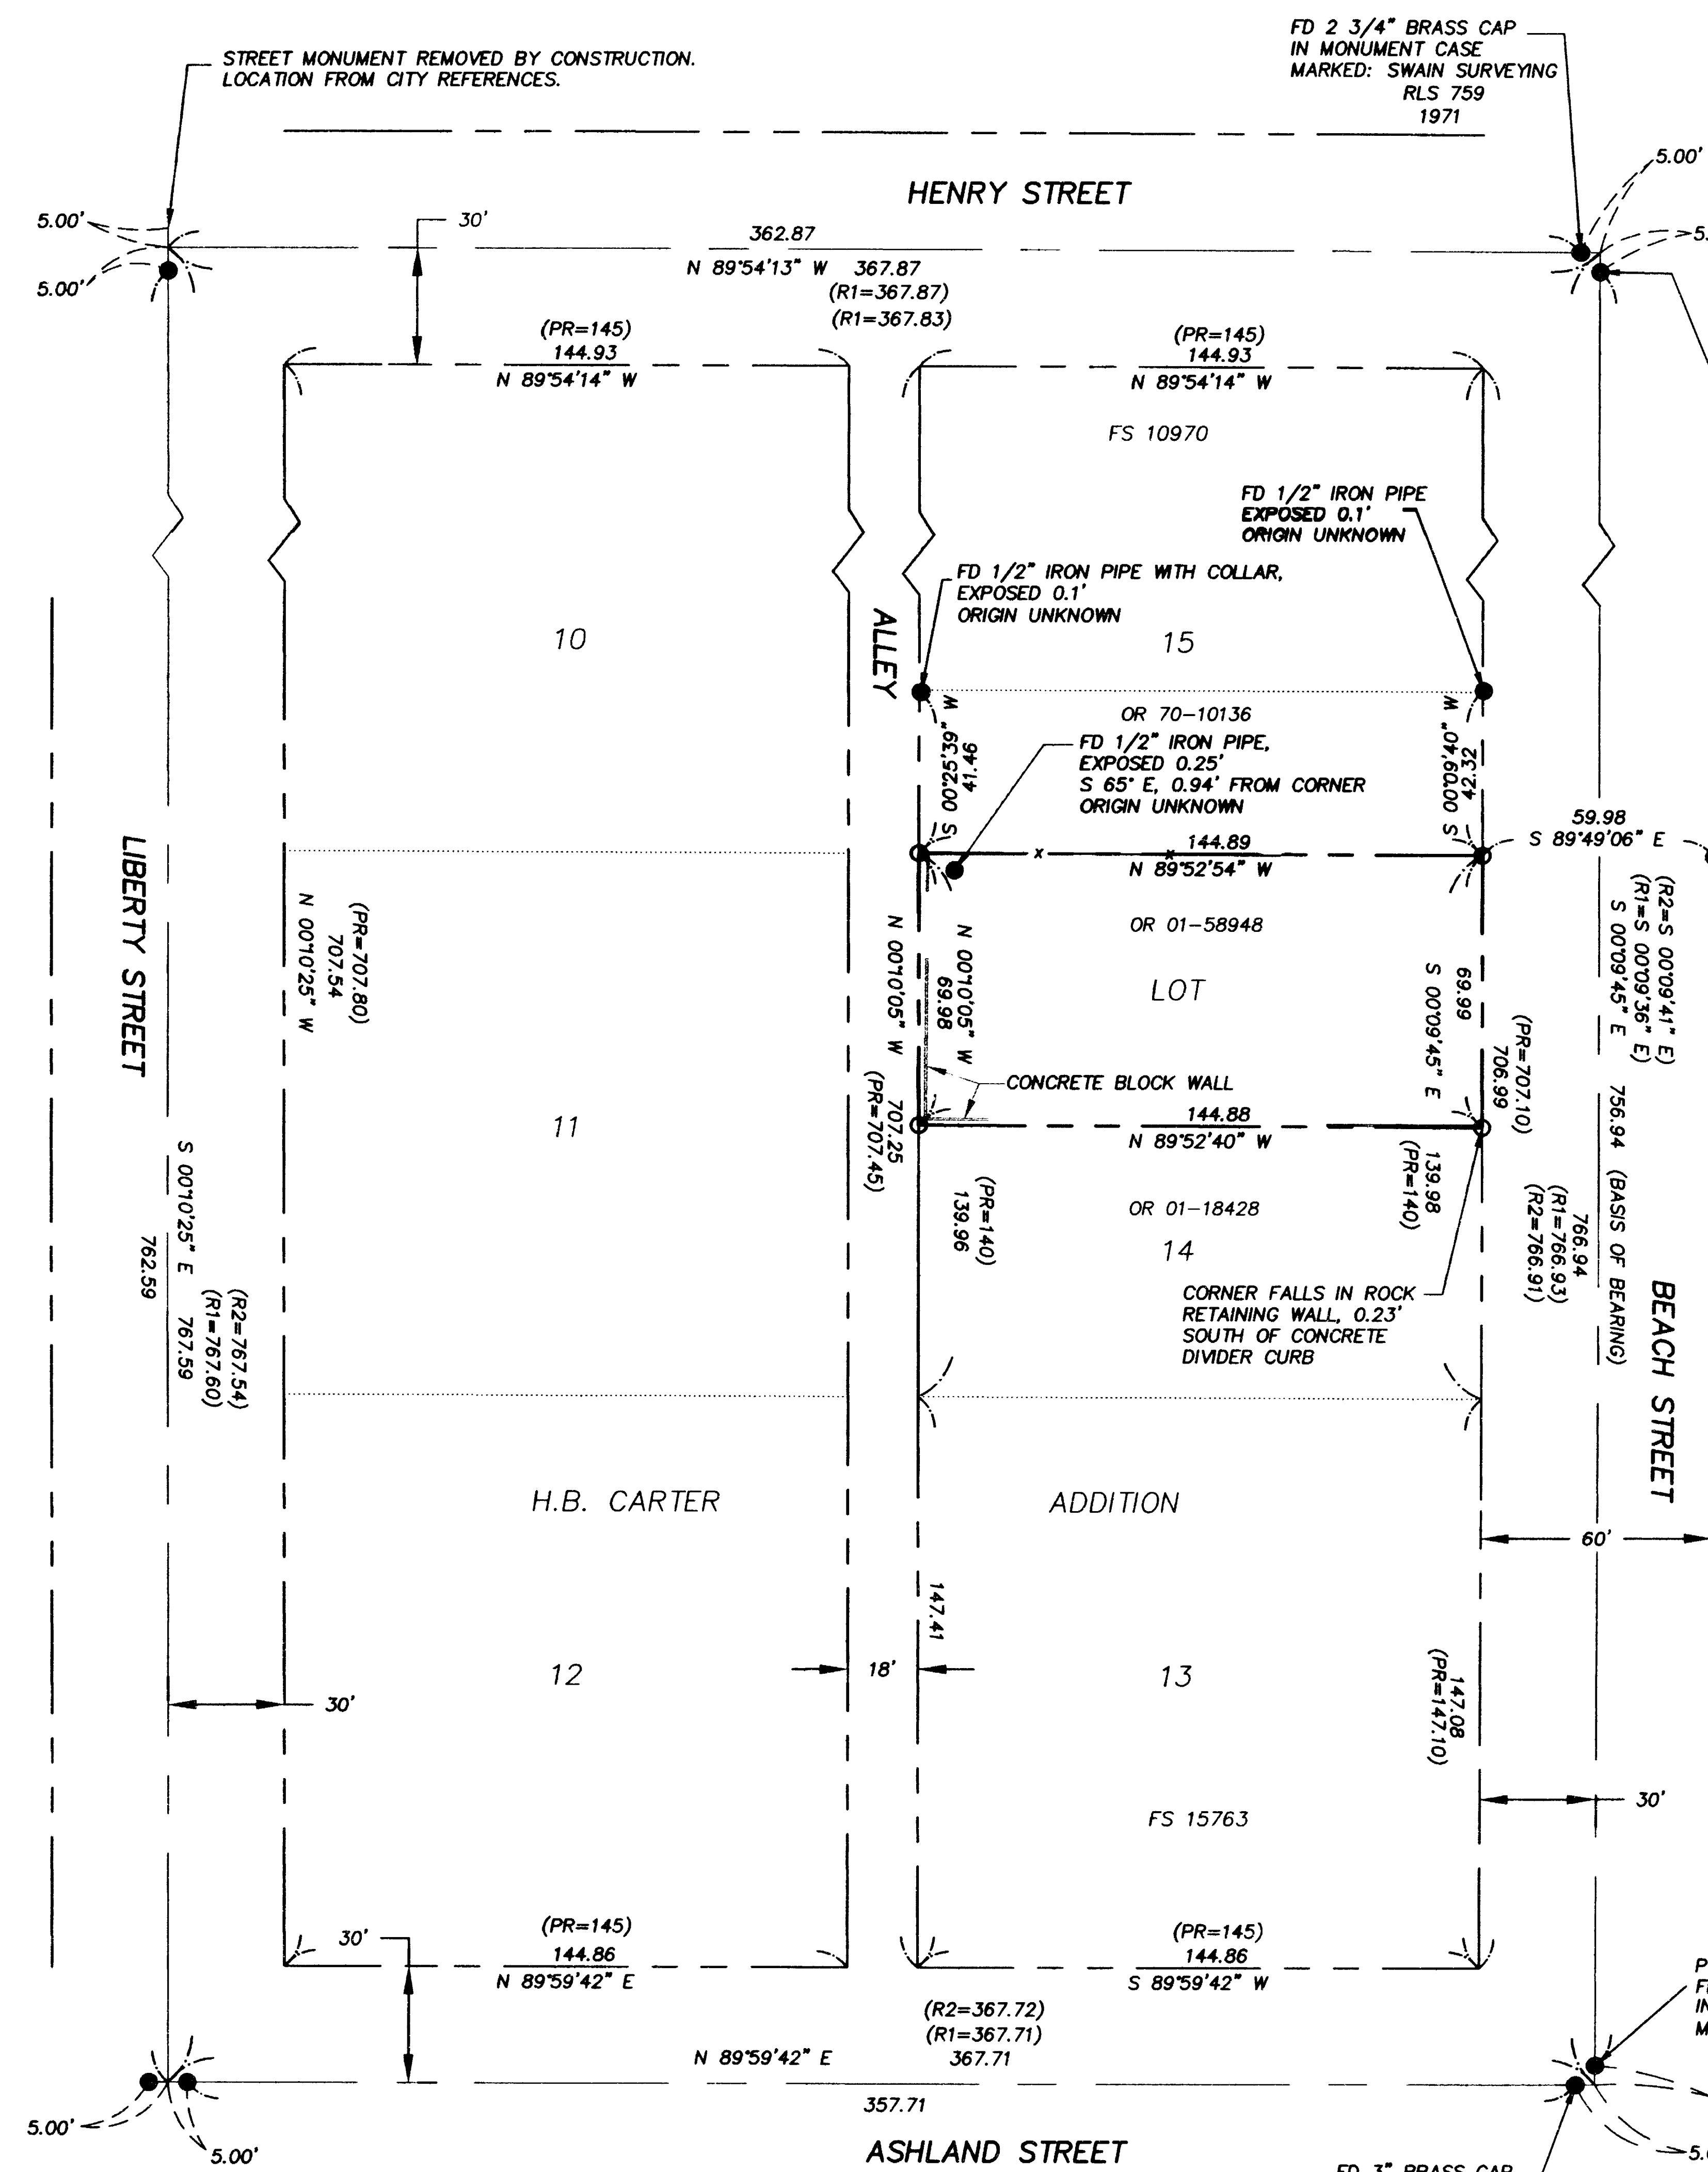 STREET MONUMENT REMOVED BY CONSTRUCTION.
LOCATION FROM CITY REFERENCES.
FD 2 3/4" BRASS CAP
IN MONUMENT CASE
MARKED: SWAIN SURVEYING
RLS 759
1971
HENRY STREET
5.00'
5.00'
5.00'
30'
362.87
N 89°54'13" W 367.87
(R1=367.87)
(R1=367.83)
(PR=145)
144.93
N 89°54'14" W
(PR=145)
144.93
N 89°54'14" W
FS 10970
FD 1/2" IRON PIPE
EXPOSED 0.1'
ORIGIN UNKNOWN
FD 1/2" IRON PIPE WITH COLLAR,
EXPOSED 0.1'
ORIGIN UNKNOWN
10
ALLEY
15
OR 70-10136
S 00°25'39" W
41.46
S 00°09'40" W
42.32
FD 1/2" IRON PIPE,
EXPOSED 0.25'
S 65° E, 0.94' FROM CORNER
ORIGIN UNKNOWN
59.98
S 89°49'06" E
144.89
N 89°52'54" W
LIBERTY STREET
(PR=707.80)
707.54
N 00°10'25" W
OR 01-58948
LOT
N 00°10'05" W
69.98
N 00°10'05" W 707.25
(PR=707.45)
69.99
S 00°09'45" E
(PR=707.10)
706.99
(R2=S 00°09'41" E)
(R1=S 00°09'36" E)
S 00°09'45" E 756.94 (BASIS OF BEARING)
766.94
(R1=766.93)
(R2=766.91)
CONCRETE BLOCK WALL
11
144.88
N 89°52'40" W
S 00°10'25" E 767.59
762.59
(R2=767.54)
(R1=767.60)
(PR=140)
139.96
139.98
(PR=140)
OR 01-18428
14
CORNER FALLS IN ROCK
RETAINING WALL, 0.23'
SOUTH OF CONCRETE
DIVIDER CURB
BEACH STREET
H.B. CARTER ADDITION
60'
147.41
12
18'
13
30'
147.08
(PR=147.10)
30'
FS 15763
30'
(PR=145)
144.86
N 89°59'42" E
(PR=145)
144.86
S 89°59'42" W
(R2=367.72)
(R1=367.71)
N 89°59'42" E 367.71
357.71
5.00'
5.00'
ASHLAND STREET
FD 3" BRASS CAP